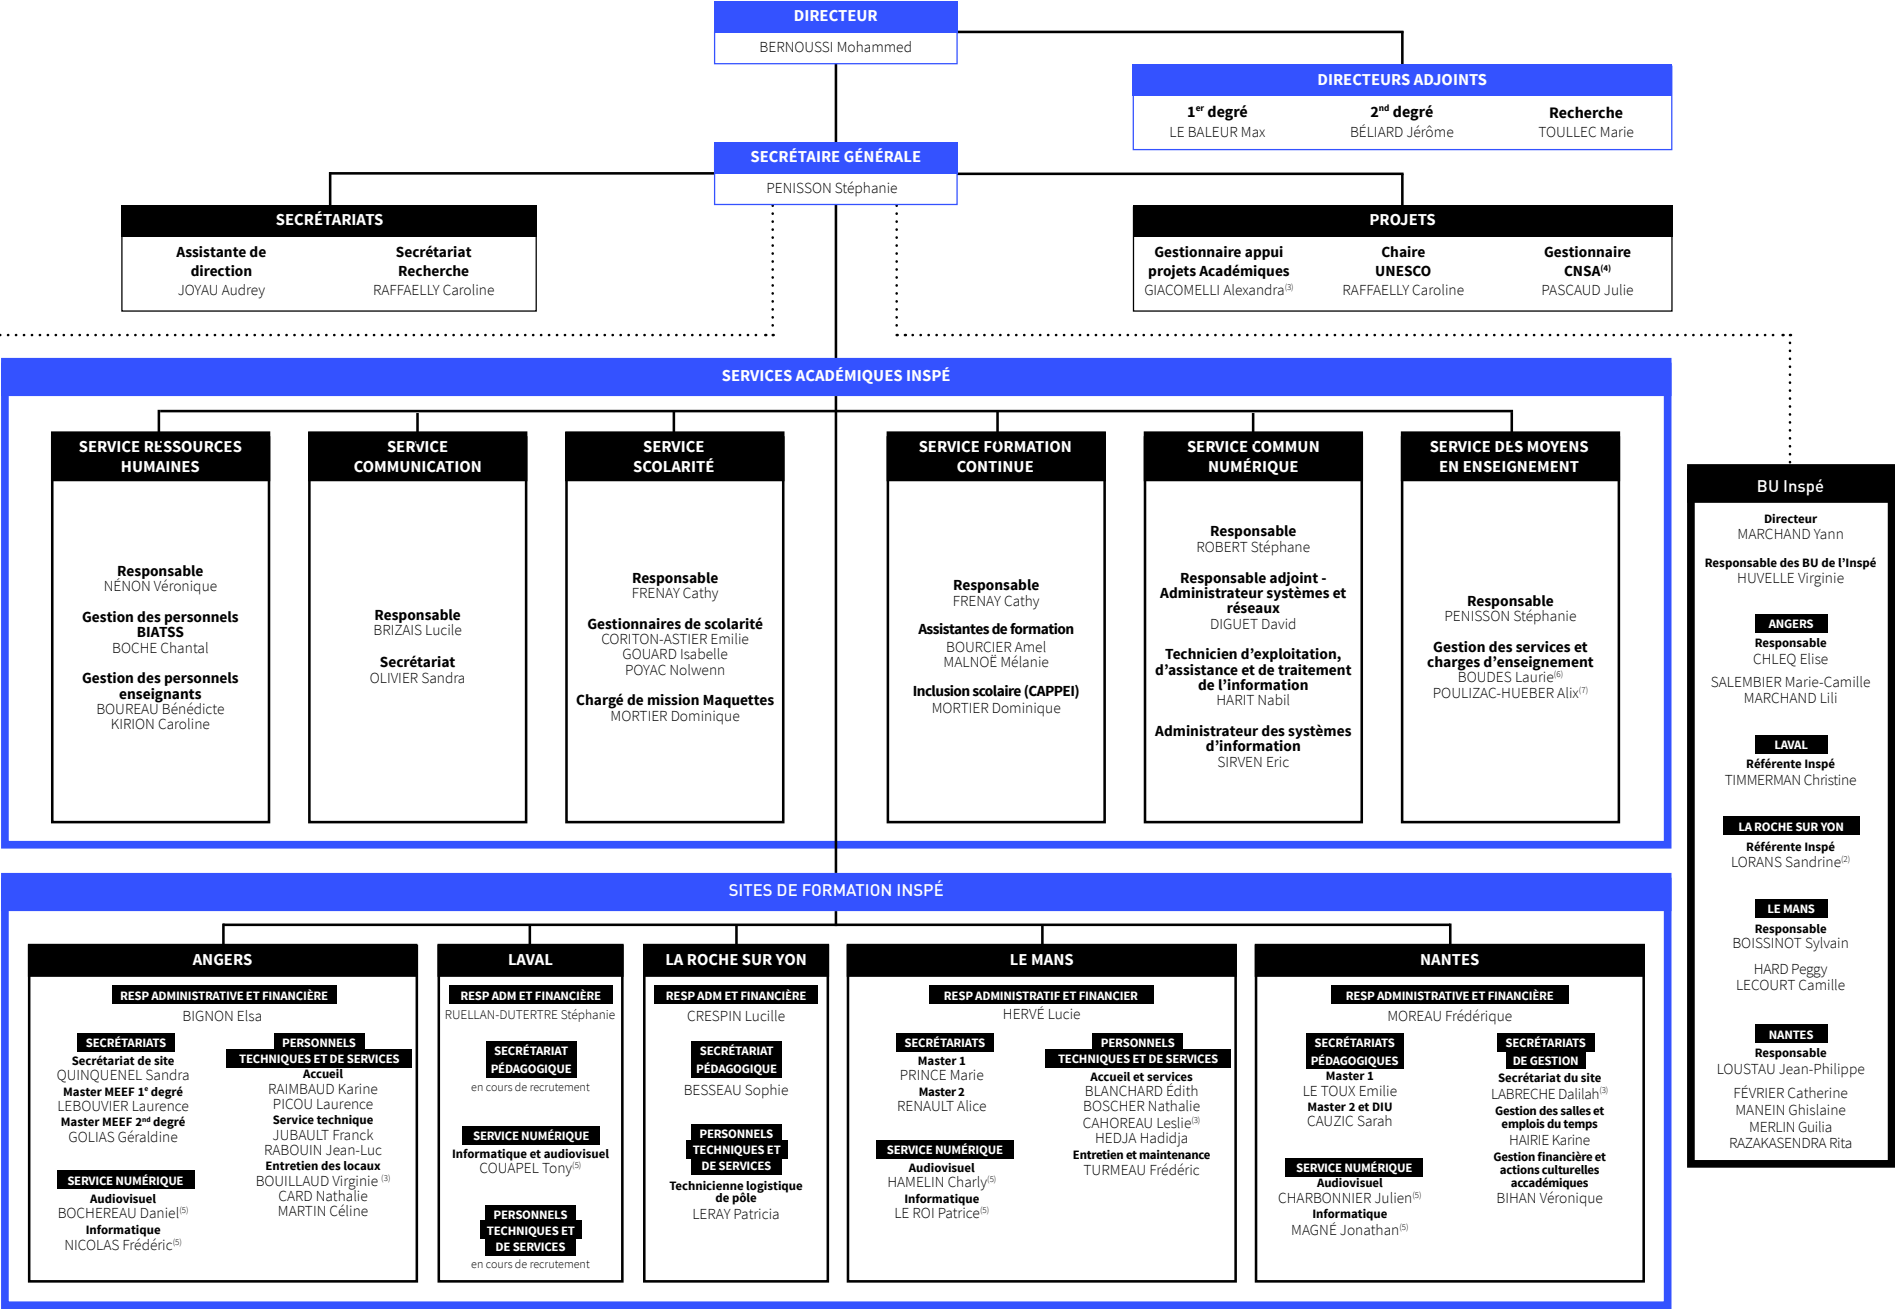 DIRECTEUR
BERNOUSSI Mohammed
DIRECTEURS ADJOINTS
1er degré
LE BALEUR Max
2nd degré
BÉLIARD Jérôme
Recherche
TOULLEC Marie
SECRÉTAIRE GÉNÉRALE
PENISSON Stéphanie
SECRÉTARIATS
Assistante de
direction
JOYAU Audrey
Secrétariat
Recherche
RAFFAELLY Caroline
PROJETS
Gestionnaire appui
projets Académiques
GIACOMELLI Alexandra(3)
Chaire
UNESCO
RAFFAELLY Caroline
Gestionnaire
CNSA(4)
PASCAUD Julie
SERVICES ACADÉMIQUES INSPÉ
SERVICE RESSOURCES
HUMAINES
Responsable
NÉNON Véronique
Gestion des personnels
BIATSS
BOCHE Chantal
Gestion des personnels
enseignants
BOUREAU Bénédicte
KIRION Caroline
SERVICE
COMMUNICATION
Responsable
BRIZAIS Lucile
Secrétariat
OLIVIER Sandra
SERVICE
SCOLARITÉ
Responsable
FRENAY Cathy
Gestionnaires de scolarité
CORITON-ASTIER Emilie
GOUARD Isabelle
POYAC Nolwenn
Chargé de mission Maquettes
MORTIER Dominique
SERVICE FORMATION
CONTINUE
Responsable
FRENAY Cathy
Assistantes de formation
BOURCIER Amel
MALNOË Mélanie
Inclusion scolaire (CAPPEI)
MORTIER Dominique
SERVICE COMMUN
NUMÉRIQUE
Responsable
ROBERT Stéphane
Responsable adjoint -
Administrateur systèmes et
réseaux
DIGUET David
Technicien d'exploitation,
d'assistance et de traitement
de l'information
HARIT Nabil
Administrateur des systèmes
d'information
SIRVEN Eric
SERVICE DES MOYENS
EN ENSEIGNEMENT
Responsable
PENISSON Stéphanie
Gestion des services et
charges d'enseignement
BOUDES Laurie(6)
POULIZAC-HUEBER Alix(7)
BU Inspé
Directeur
MARCHAND Yann
Responsable des BU de l'Inspé
HUVELLE Virginie
ANGERS
Responsable
CHLEQ Elise
SALEMBIER Marie-Camille
MARCHAND Lili
LAVAL
Référente Inspé
TIMMERMAN Christine
LA ROCHE SUR YON
Référente Inspé
LORANS Sandrine(2)
LE MANS
Responsable
BOISSINOT Sylvain
HARD Peggy
LECOURT Camille
NANTES
Responsable
LOUSTAU Jean-Philippe
FÉVRIER Catherine
MANEIN Ghislaine
MERLIN Guilia
RAZAKASENDRA Rita
SITES DE FORMATION INSPÉ
ANGERS
RESP ADMINISTRATIVE ET FINANCIÈRE
BIGNON Elsa
SECRÉTARIATS
Secrétariat de site
QUINQUENEL Sandra
Master MEEF 1e degré
LEBOUVIER Laurence
Master MEEF 2nd degré
GOLIAS Géraldine
SERVICE NUMÉRIQUE
Audiovisuel
BOCHEREAU Daniel(5)
Informatique
NICOLAS Frédéric(5)
PERSONNELS
TECHNIQUES ET DE SERVICES
Accueil
RAIMBAUD Karine
PICOU Laurence
Service technique
JUBAULT Franck
RABOUIN Jean-Luc
Entretien des locaux
BOUILLAUD Virginie (3)
CARD Nathalie
MARTIN Céline
LAVAL
RESP ADM ET FINANCIÈRE
RUELLAN-DUTERTRE Stéphanie
SECRÉTARIAT
PÉDAGOGIQUE
en cours de recrutement
SERVICE NUMÉRIQUE
Informatique et audiovisuel
COUAPEL Tony(5)
PERSONNELS
TECHNIQUES ET
DE SERVICES
en cours de recrutement
LA ROCHE SUR YON
RESP ADM ET FINANCIÈRE
CRESPIN Lucille
SECRÉTARIAT
PÉDAGOGIQUE
BESSEAU Sophie
PERSONNELS
TECHNIQUES ET
DE SERVICES
Technicienne logistique
de pôle
LERAY Patricia
LE MANS
RESP ADMINISTRATIF ET FINANCIER
HERVÉ Lucie
SECRÉTARIATS
Master 1
PRINCE Marie
Master 2
RENAULT Alice
SERVICE NUMÉRIQUE
Audiovisuel
HAMELIN Charly(5)
Informatique
LE ROI Patrice(5)
PERSONNELS
TECHNIQUES ET DE SERVICES
Accueil et services
BLANCHARD Édith
BOSCHER Nathalie
CAHOREAU Leslie(3)
HEDJA Hadidja
Entretien et maintenance
TURMEAU Frédéric
NANTES
RESP ADMINISTRATIVE ET FINANCIÈRE
MOREAU Frédérique
SECRÉTARIATS
PÉDAGOGIQUES
Master 1
LE TOUX Emilie
Master 2 et DIU
CAUZIC Sarah
SERVICE NUMÉRIQUE
Audiovisuel
CHARBONNIER Julien(5)
Informatique
MAGNÉ Jonathan(5)
SECRÉTARIATS
DE GESTION
Secrétariat du site
LABRECHE Dalilah(3)
Gestion des salles et
emplois du temps
HAIRIE Karine
Gestion financière et
actions culturelles
accadémiques
BIHAN Véronique